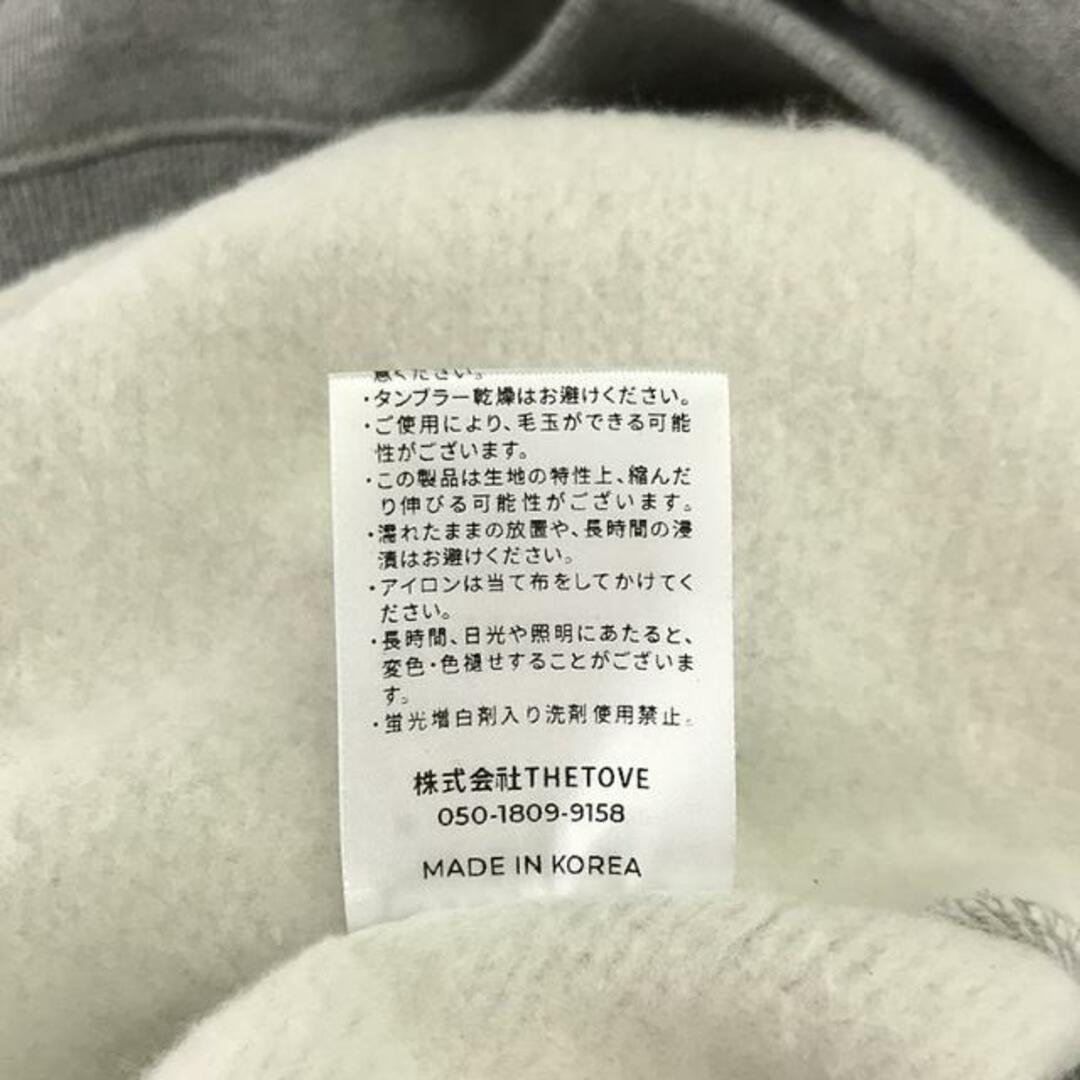 意ください。
・タンブラー乾燥はお避けください。
・ご使用により、毛玉ができる可能
性がございます。
・この製品は生地の特性上、縮んだ
り伸びる可能性がございます。
・濡れたままの放置や、長時間の浸
漬はお避けください。
・アイロンは当て布をしてかけてく
ださい。
・長時間、日光や照明にあたると、
変色・色褪せすることがございま
す。
・蛍光増白剤入り洗剤使用禁止。
株式会社THETOVE
050-1809-9158
MADE IN KOREA